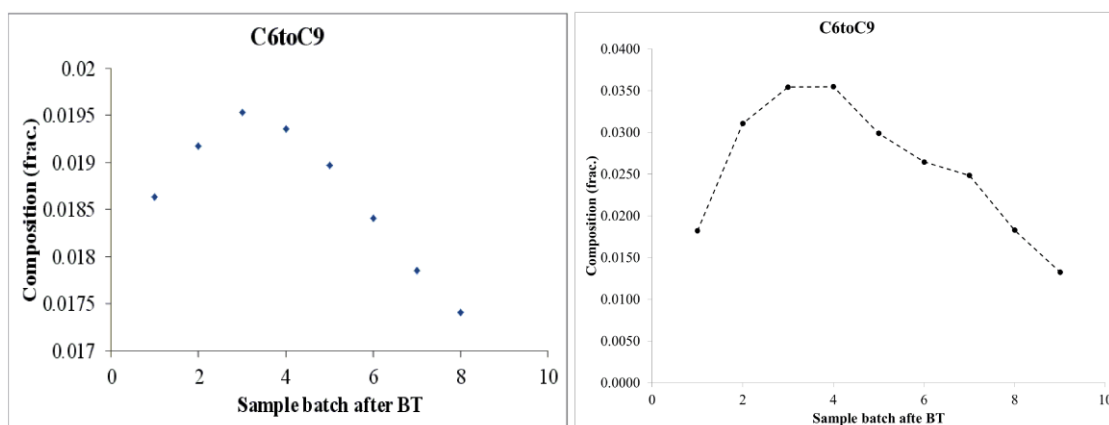 C6toC9
0.02
0.0195
0.019
0.0185
0.018
0.0175
0.017
Composition (frac.)
0 2 4 6 8 10
Sample batch after BT
C6toC9
0.0400
0.0350
0.0300
0.0250
0.0200
0.0150
0.0100
0.0050
0.0000
Composition (frac.)
0 2 4 6 8 10
Sample batch afte BT